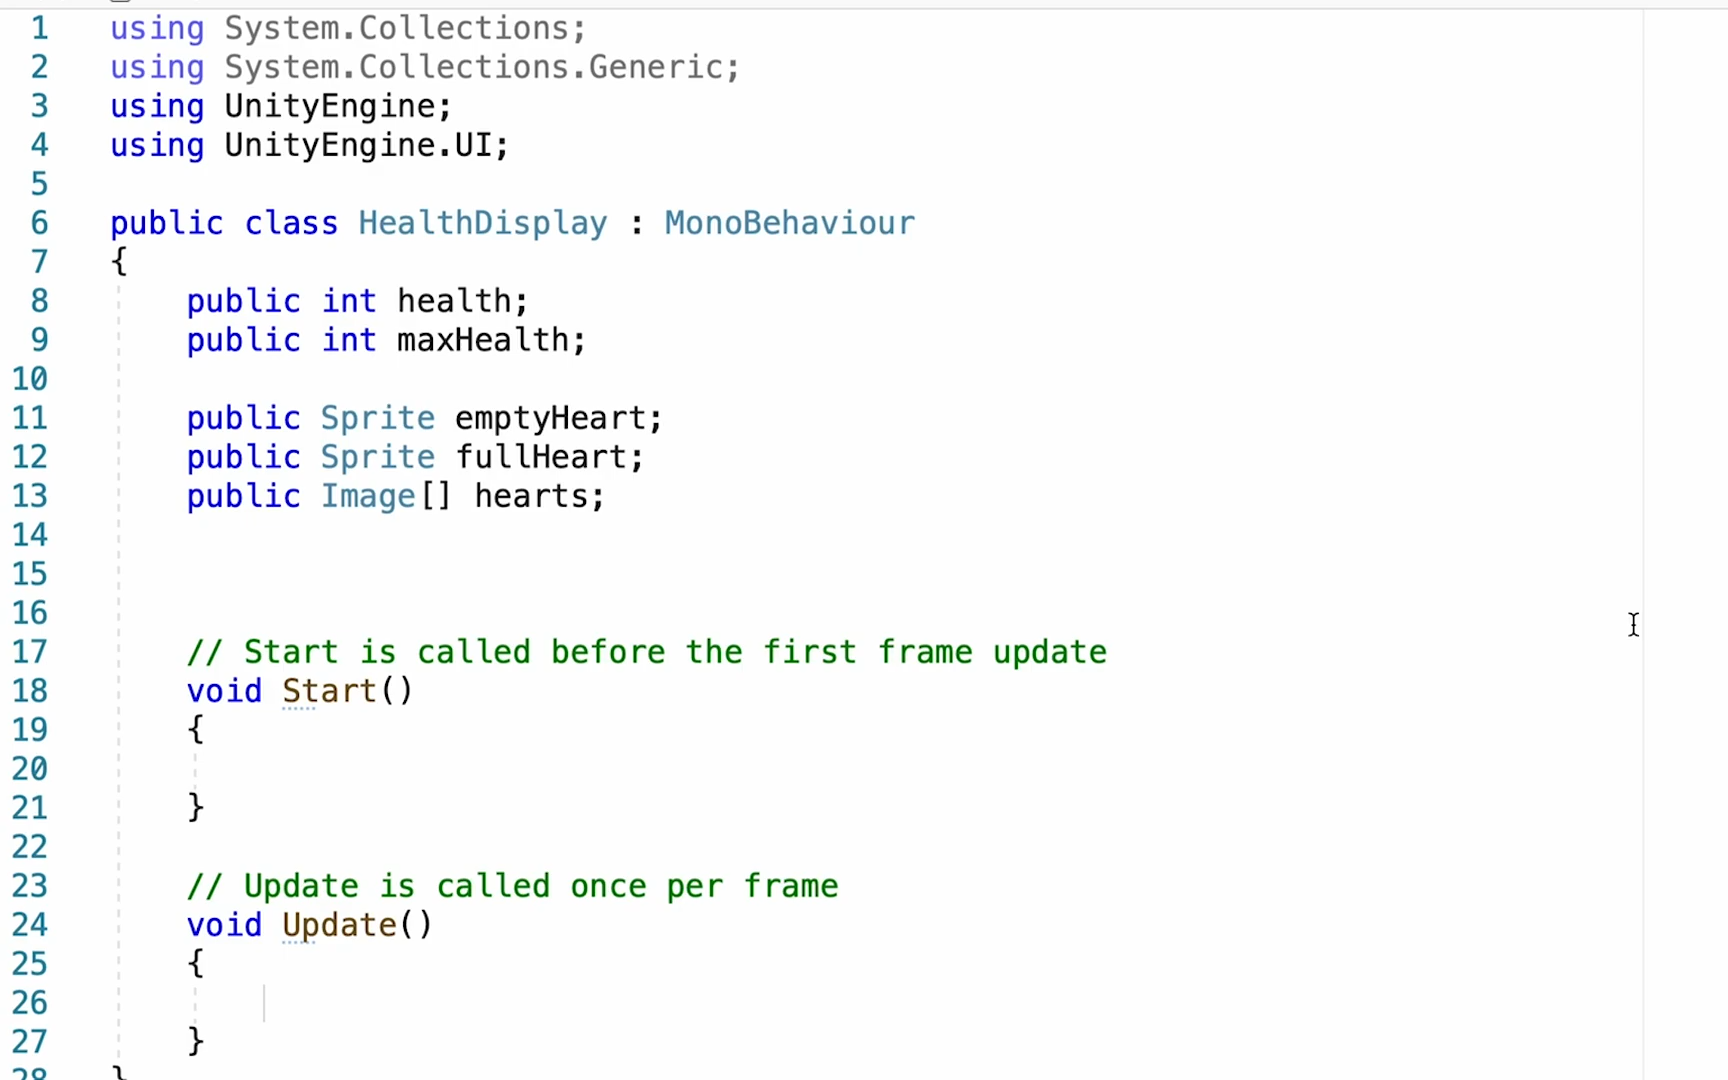 1 using System.Collections;
2 using System.Collections.Generic;
3 using UnityEngine;
4 using UnityEngine.UI;
5
6 public class HealthDisplay : MonoBehaviour
7 {
8 public int health;
9 public int maxHealth;
10
11 public Sprite emptyHeart;
12 public Sprite fullHeart;
13 public Image[] hearts;
14
15
16
17 // Start is called before the first frame update
18 void Start()
19 {
20
21 }
22
23 // Update is called once per frame
24 void Update()
25 {
26
27 }
28 }